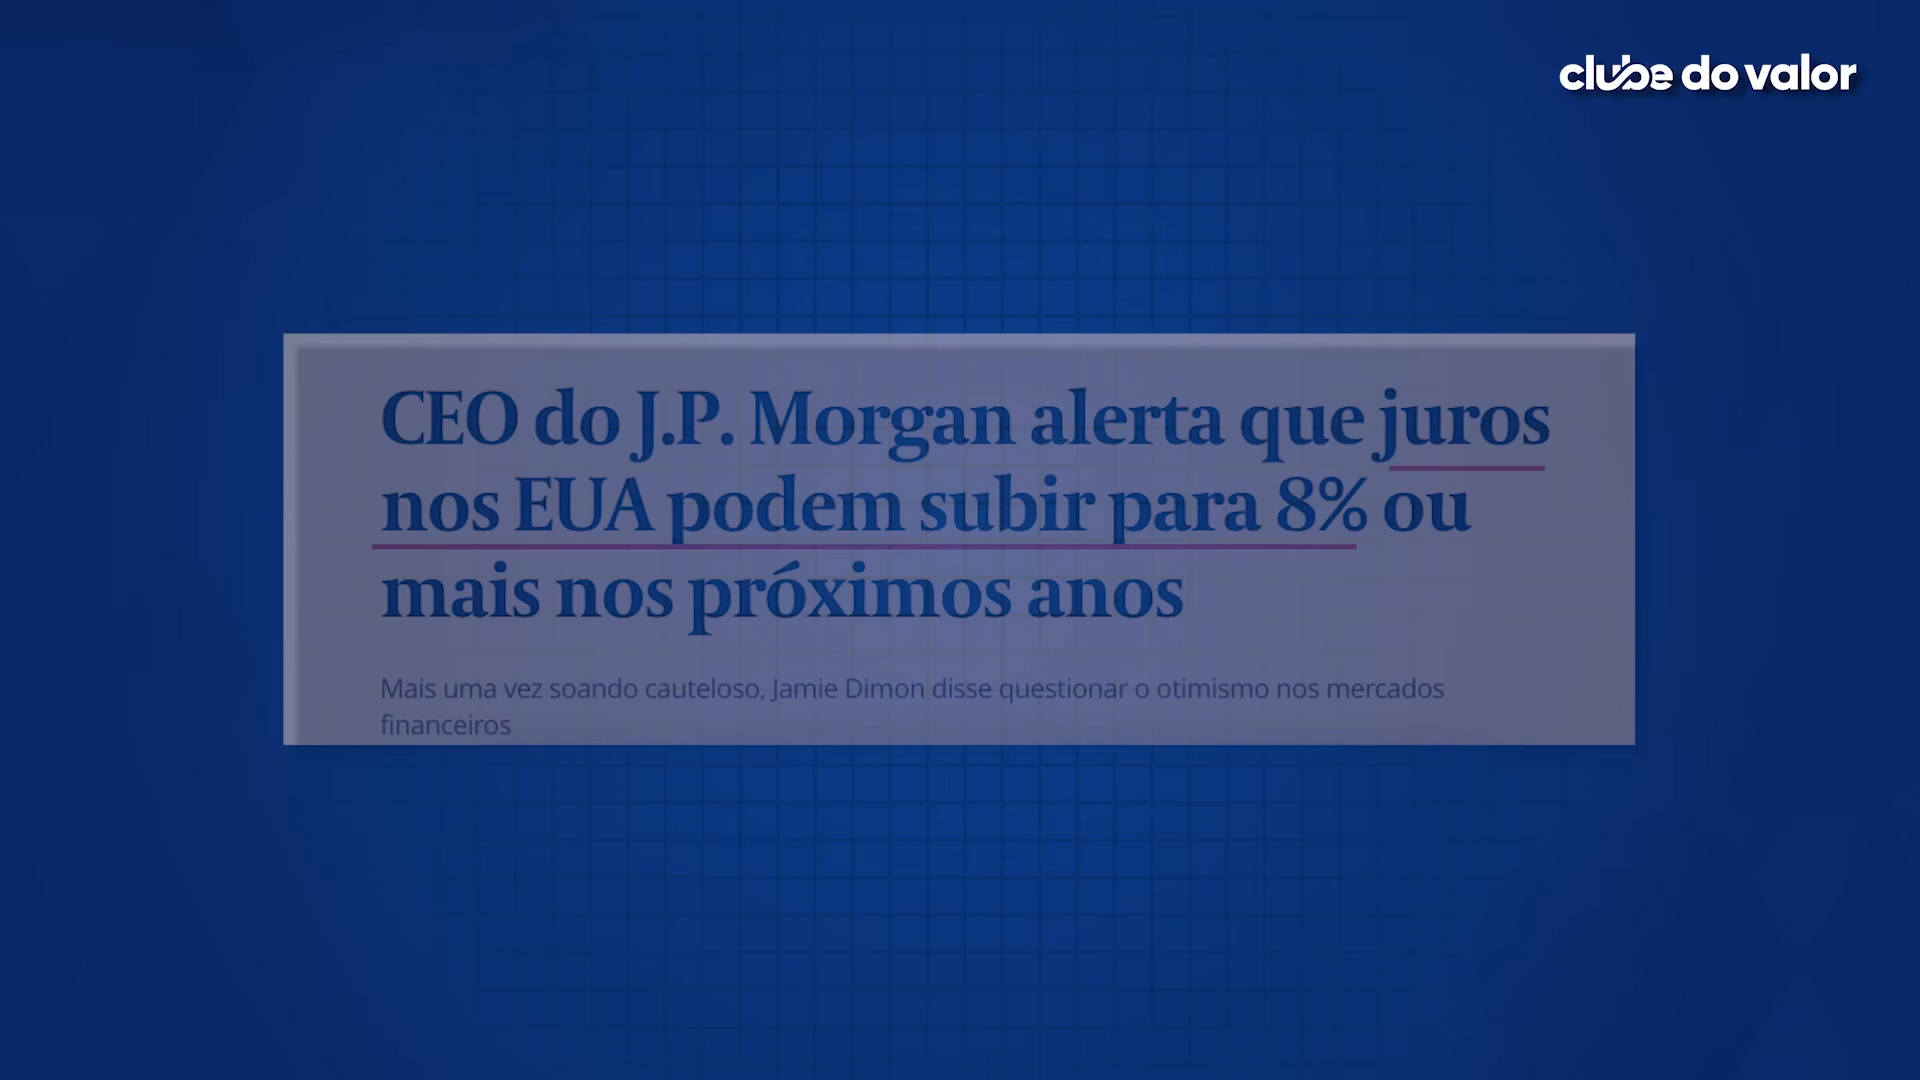 clube do valor
CEO do J.P. Morgan alerta que juros
nos EUA podem subir para 8% ou
mais nos próximos anos
Mais uma vez soando cauteloso, Jamie Dimon disse questionar o otimismo nos mercados
financeiros